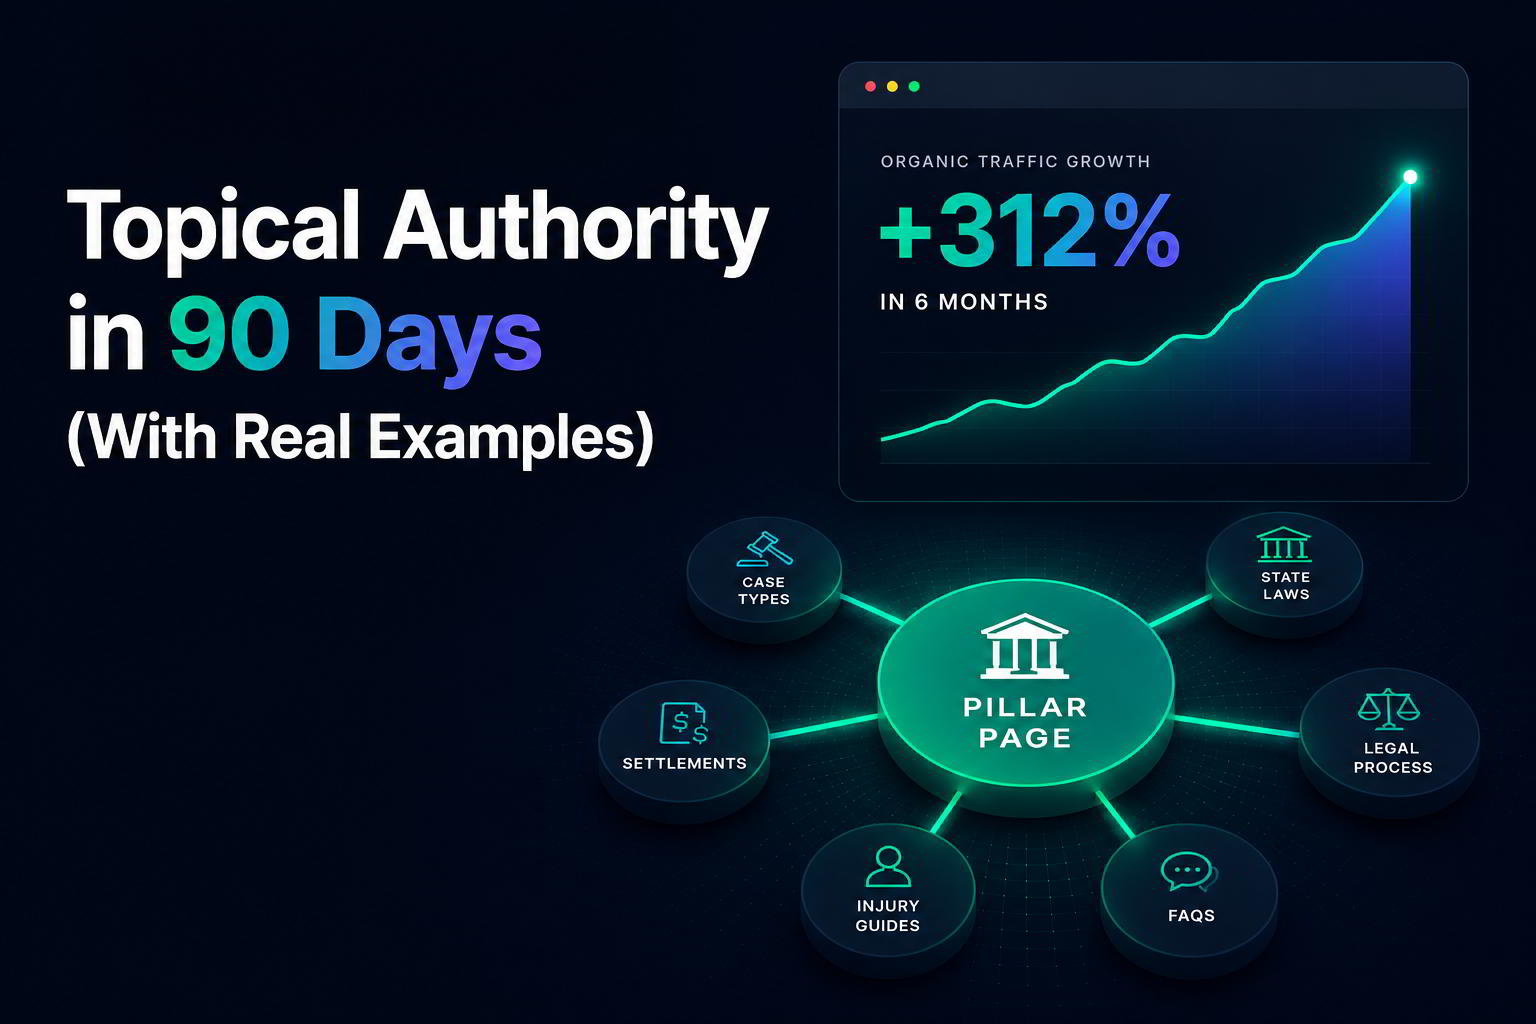 Topical Authority
in 90 Days
(With Real Examples)
ORGANIC TRAFFIC GROWTH
+312%
IN 6 MONTHS
CASE
TYPES
STATE
LAWS
PILLAR
PAGE
SETTLEMENTS
LEGAL
PROCESS
INJURY
GUIDES
FAQS